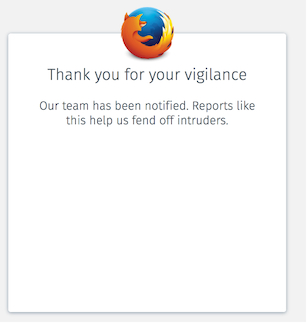 Thank you for your vigilance
Our team has been notified. Reports like
this help us fend off intruders.